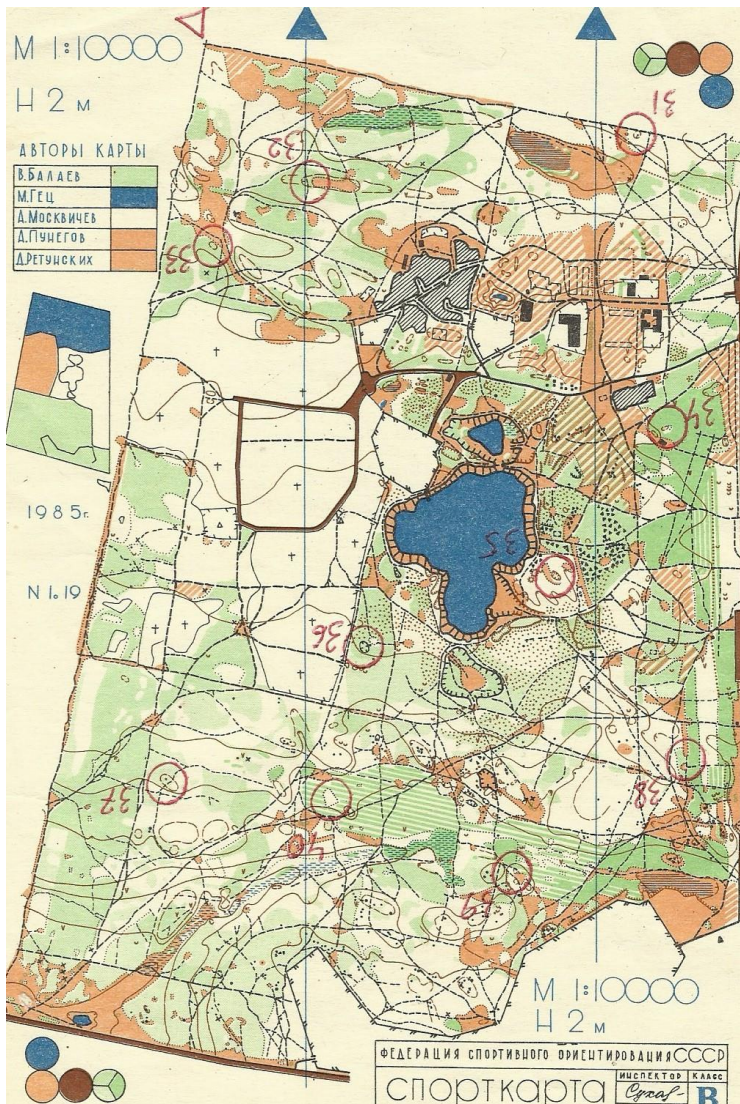 М 1:10000
Н 2 м
АВТОРЫ КАРТЫ
В.БАЛАЕВ
М.ГЕЦ
А.МОСКВИЧЕВ
А.ПУНЕГОВ
Д.РЕТУНСКИХ
1985г.
N 1.19
31
32
33
34
35
36
37
38
40
39
М 1:10000
Н 2 м
ФЕДЕРАЦИЯ СПОРТИВНОГО ОРИЕНТИРОВАНИЯ СССР
СПОРТКАРТА
ИНСПЕКТОР КЛАСС
В